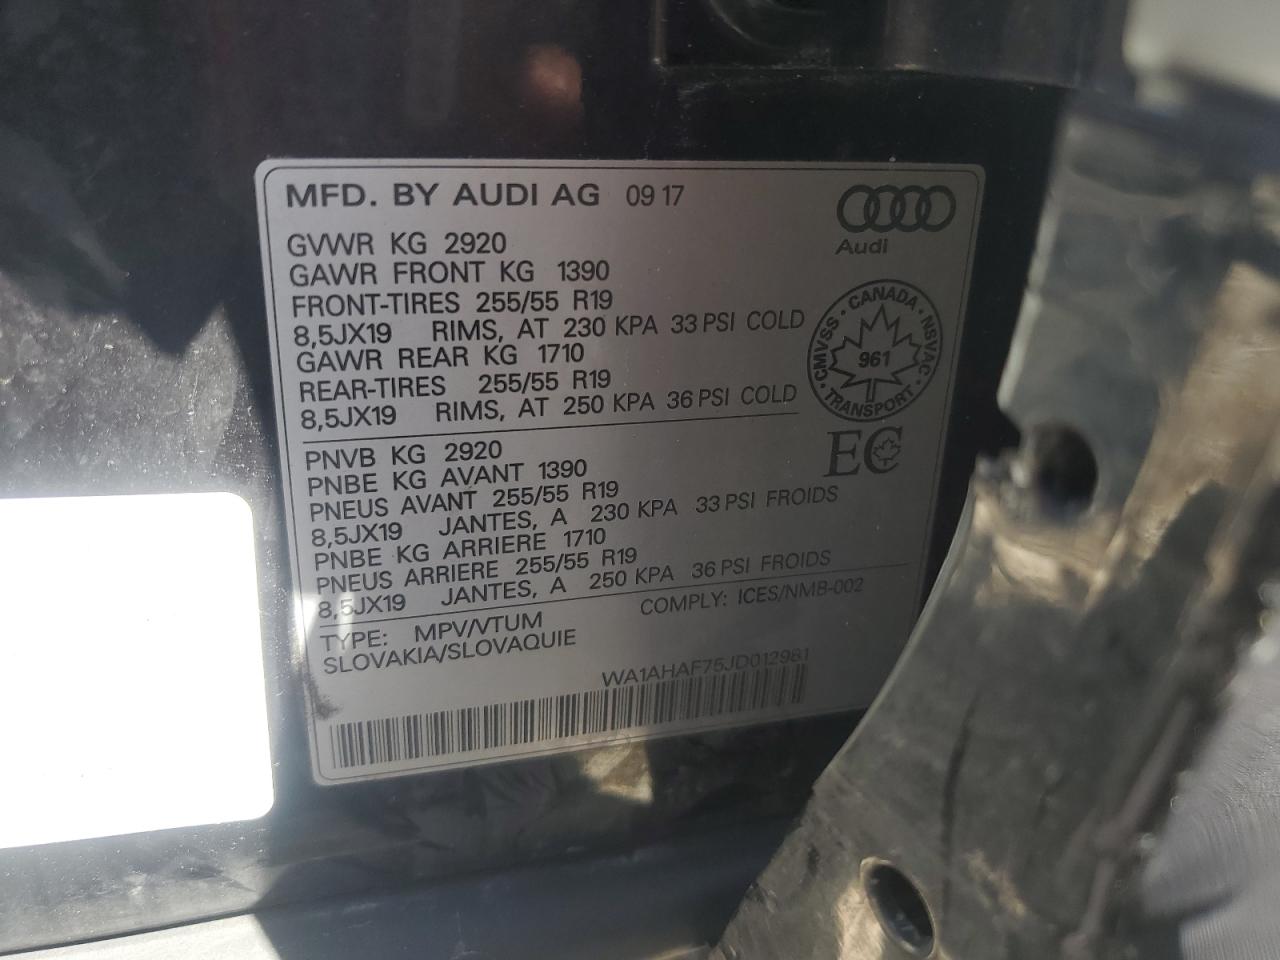 MFD. BY AUDI AG 09 17
Audi
GVWR KG 2920
GAWR FRONT KG 1390
FRONT-TIRES 255/55 R19
8,5JX19 RIMS, AT 230 KPA 33 PSI COLD
GAWR REAR KG 1710
REAR-TIRES 255/55 R19
8,5JX19 RIMS, AT 250 KPA 36 PSI COLD
CMVSS · CANADA · NSVAC
961
TRANSPORT
EC
PNVB KG 2920
PNBE KG AVANT 1390
PNEUS AVANT 255/55 R19
8,5JX19 JANTES, A 230 KPA 33 PSI FROIDS
PNBE KG ARRIERE 1710
PNEUS ARRIERE 255/55 R19
8,5JX19 JANTES, A 250 KPA 36 PSI FROIDS
TYPE: MPV/VTUM COMPLY: ICES/NMB-002
SLOVAKIA/SLOVAQUIE
WA1AHAF75JD012981